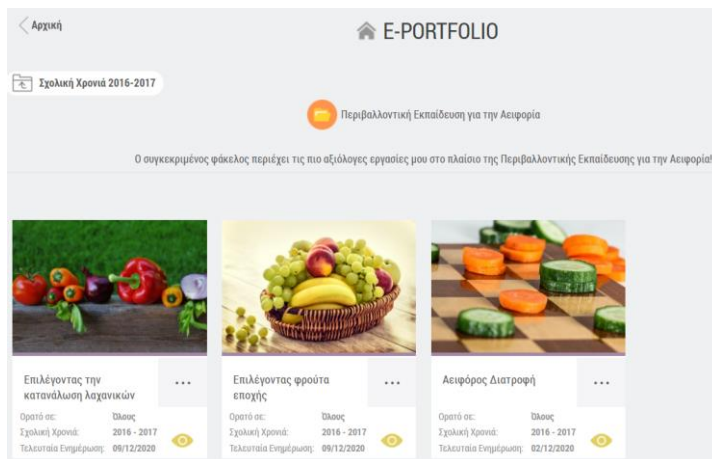 Αρχική
E-PORTFOLIO
Σχολική Χρονιά 2016-2017
Περιβαλλοντική Εκπαίδευση για την Αειφορία
Ο συγκεκριμένος φάκελος περιέχει τις πιο αξιόλογες εργασίες μου στο πλαίσιο της Περιβαλλοντικής Εκπαίδευσης για την Αειφορία!
Επιλέγοντας την
κατανάλωση λαχανικών
Ορατό σε: Όλους
Σχολική Χρονιά: 2016 - 2017
Τελευταία Ενημέρωση: 09/12/2020
Επιλέγοντας φρούτα
εποχής
Ορατό σε: Όλους
Σχολική Χρονιά: 2016 - 2017
Τελευταία Ενημέρωση: 09/12/2020
Αειφόρος Διατροφή
Ορατό σε: Όλους
Σχολική Χρονιά: 2016 - 2017
Τελευταία Ενημέρωση: 02/12/2020